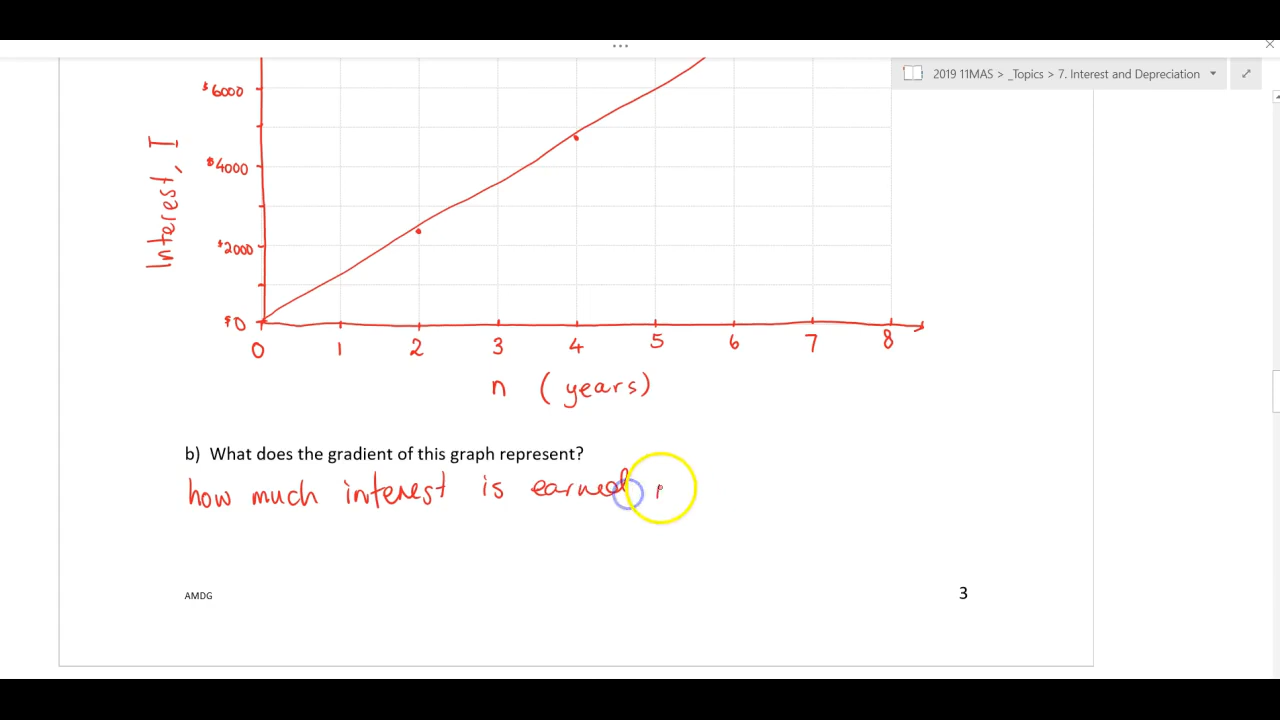 2019 11MAS > _Topics > 7. Interest and Depreciation
$6000
$4000
$2000
$0
Interest, I
0 1 2 3 4 5 6 7 8
n (years)
b) What does the gradient of this graph represent?
how much interest is earned
AMDG
3